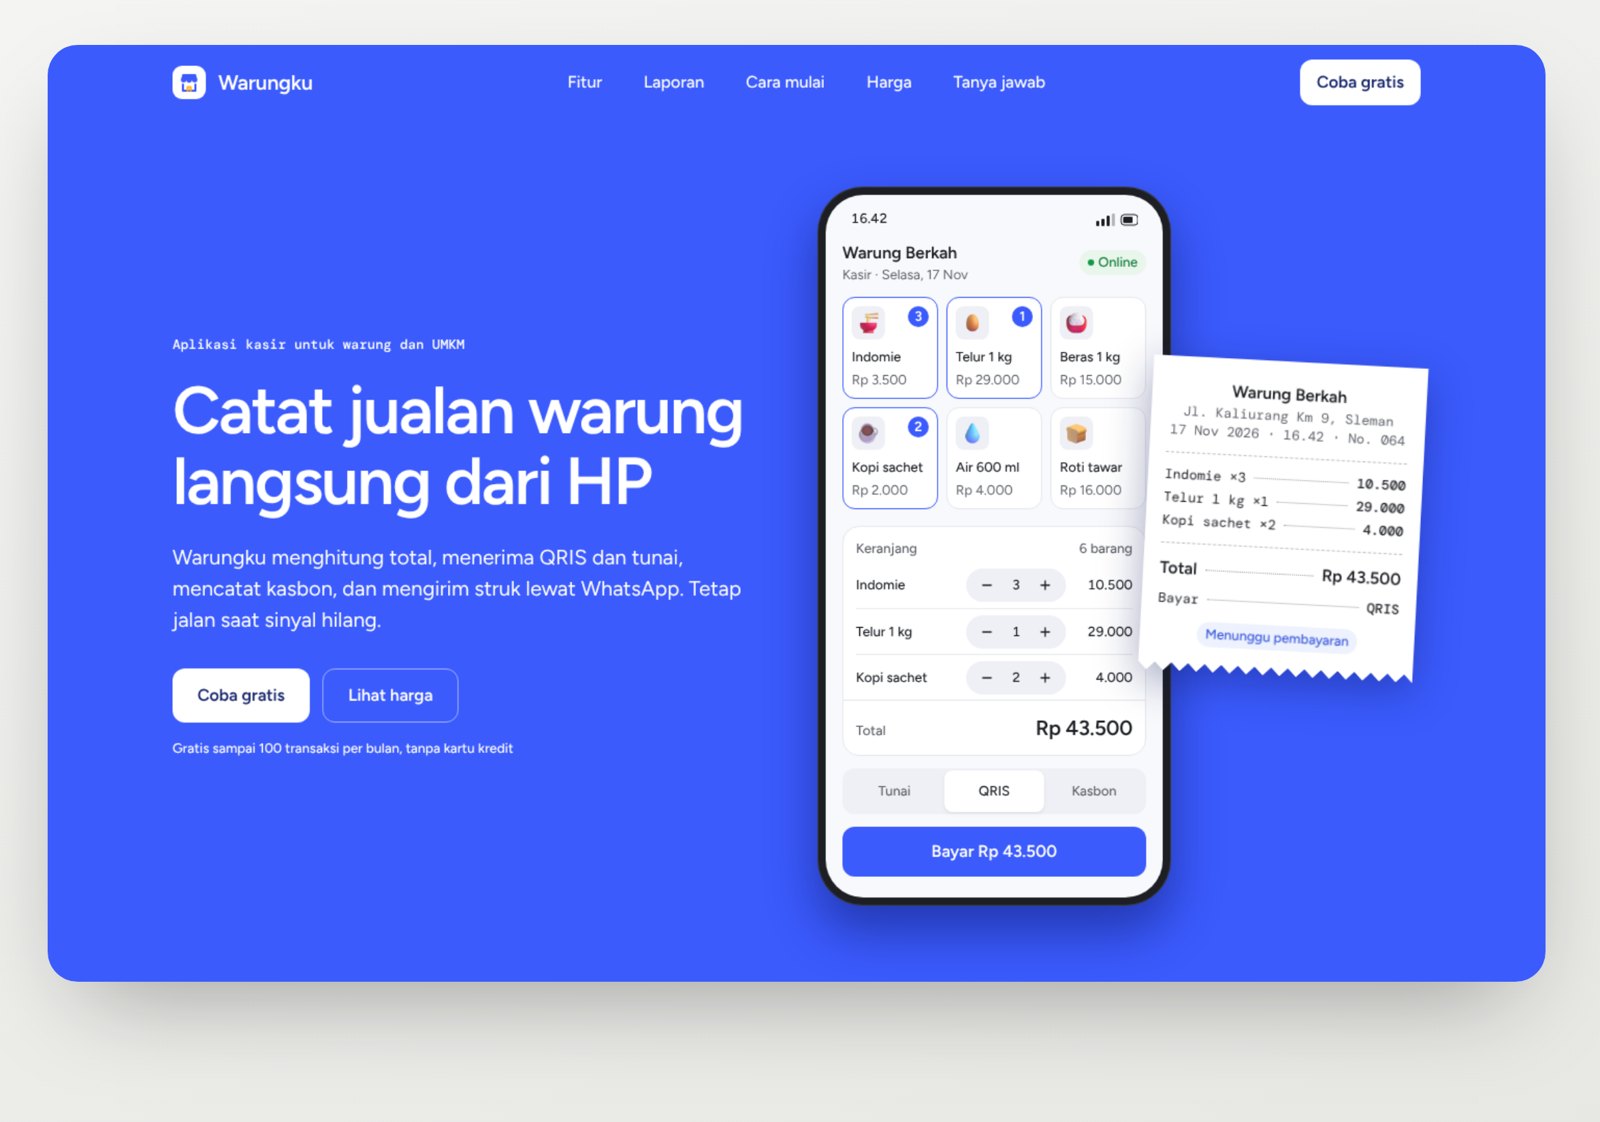 Warungku
Fitur
Laporan
Cara mulai
Harga
Tanya jawab
Coba gratis
Aplikasi kasir untuk warung dan UMKM
Catat jualan warung
langsung dari HP
Warungku menghitung total, menerima QRIS dan tunai,
mencatat kasbon, dan mengirim struk lewat WhatsApp. Tetap
jalan saat sinyal hilang.
Coba gratis
Lihat harga
Gratis sampai 100 transaksi per bulan, tanpa kartu kredit
16.42
Warung Berkah
Kasir · Selasa, 17 Nov
Online
3
Indomie
Rp 3.500
1
Telur 1 kg
Rp 29.000
Beras 1 kg
Rp 15.000
2
Kopi sachet
Rp 2.000
Air 600 ml
Rp 4.000
Roti tawar
Rp 16.000
Keranjang 6 barang
Indomie − 3 + 10.500
Telur 1 kg − 1 + 29.000
Kopi sachet − 2 + 4.000
Total Rp 43.500
Tunai
QRIS
Kasbon
Bayar Rp 43.500
Warung Berkah
Jl. Kaliurang Km 9, Sleman
17 Nov 2026 · 16.42 · No. 064
Indomie ×3 10.500
Telur 1 kg ×1 29.000
Kopi sachet ×2 4.000
Total Rp 43.500
Bayar QRIS
Menunggu pembayaran